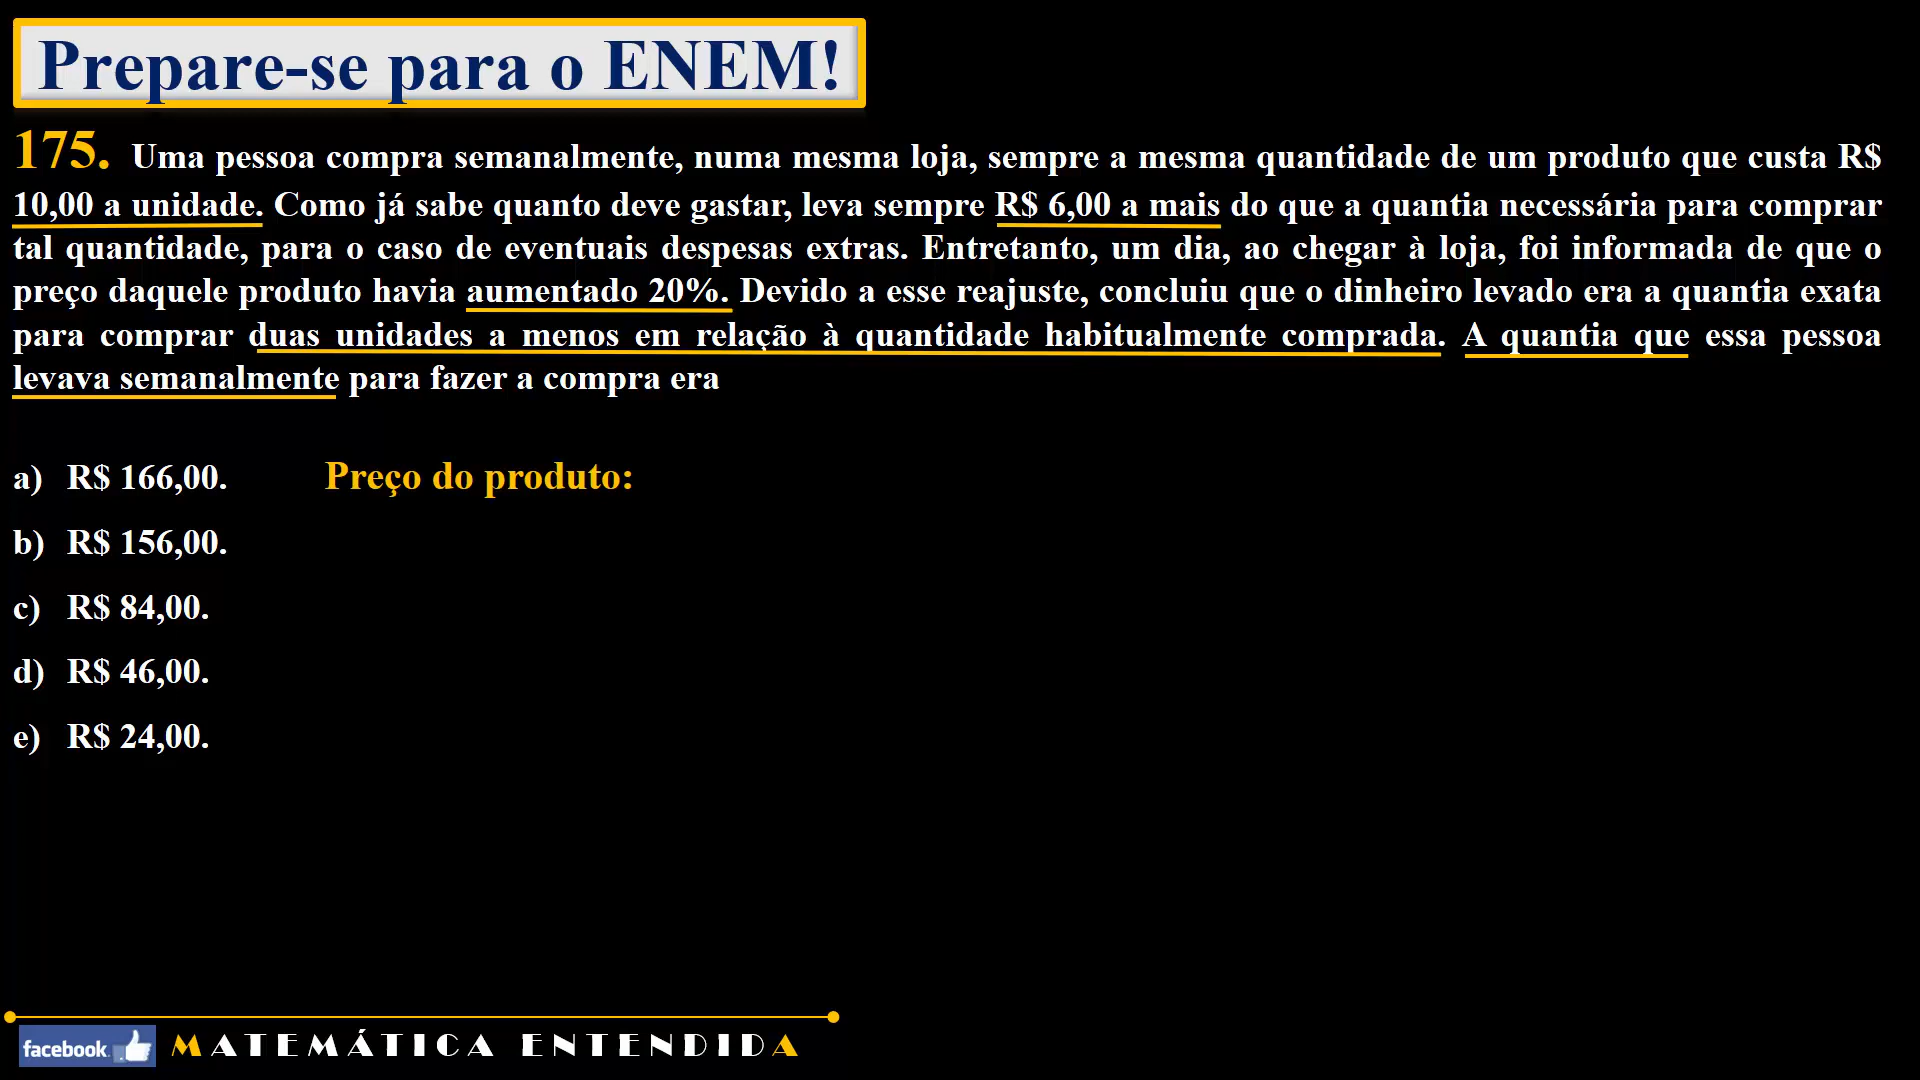 Prepare-se para o ENEM!
175. Uma pessoa compra semanalmente, numa mesma loja, sempre a mesma quantidade de um produto que custa R$
10,00 a unidade. Como já sabe quanto deve gastar, leva sempre R$ 6,00 a mais do que a quantia necessária para comprar
tal quantidade, para o caso de eventuais despesas extras. Entretanto, um dia, ao chegar à loja, foi informada de que o
preço daquele produto havia aumentado 20%. Devido a esse reajuste, concluiu que o dinheiro levado era a quantia exata
para comprar duas unidades a menos em relação à quantidade habitualmente comprada. A quantia que essa pessoa
levava semanalmente para fazer a compra era
a) R$ 166,00. Preço do produto:
b) R$ 156,00.
c) R$ 84,00.
d) R$ 46,00.
e) R$ 24,00.
facebook. MATEMÁTICA ENTENDIDA